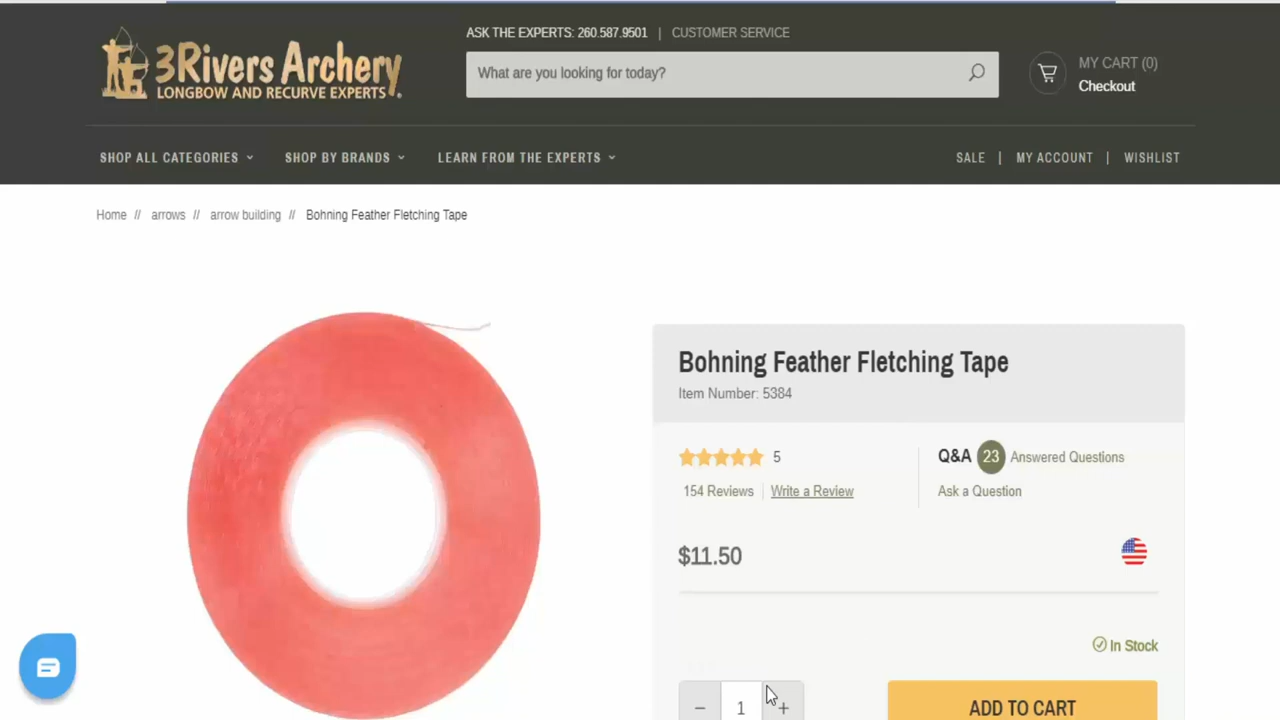 ASK THE EXPERTS: 260.587.9501 | CUSTOMER SERVICE
3Rivers Archery
LONGBOW AND RECURVE EXPERTS.
What are you looking for today?
MY CART (0)
Checkout
SHOP ALL CATEGORIES SHOP BY BRANDS LEARN FROM THE EXPERTS SALE | MY ACCOUNT | WISHLIST
Home // arrows // arrow building // Bohning Feather Fletching Tape
Bohning Feather Fletching Tape
Item Number: 5384
5
Q&A 23 Answered Questions
154 Reviews | Write a Review
Ask a Question
$11.50
In Stock
− 1 +
ADD TO CART